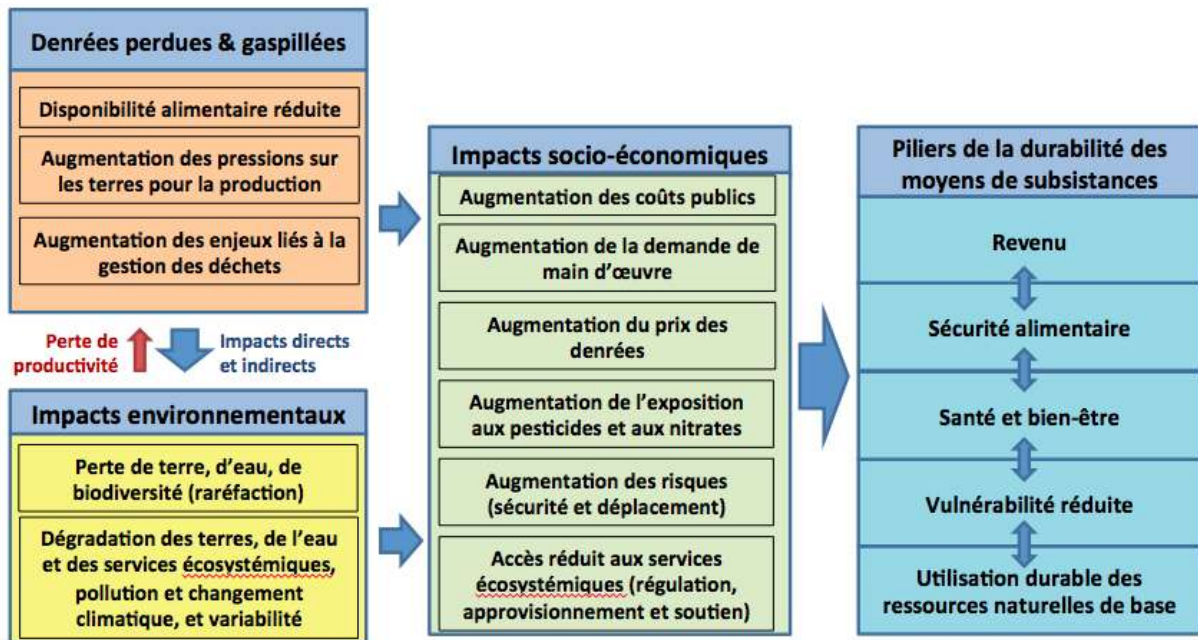 Denrées perdues & gaspillées
Disponibilité alimentaire réduite
Augmentation des pressions sur
les terres pour la production
Augmentation des enjeux liés à la
gestion des déchets
Perte de
productivité
Impacts directs
et indirects
Impacts environnementaux
Perte de terre, d’eau, de
biodiversité (raréfaction)
Dégradation des terres, de l’eau
et des services écosystémiques,
pollution et changement
climatique, et variabilité
Impacts socio-économiques
Augmentation des coûts publics
Augmentation de la demande de
main d’œuvre
Augmentation du prix des
denrées
Augmentation de l’exposition
aux pesticides et aux nitrates
Augmentation des risques
(sécurité et déplacement)
Accès réduit aux services
écosystémiques (régulation,
approvisionnement et soutien)
Piliers de la durabilité des
moyens de subsistances
Revenu
Sécurité alimentaire
Santé et bien-être
Vulnérabilité réduite
Utilisation durable des
ressources naturelles de base